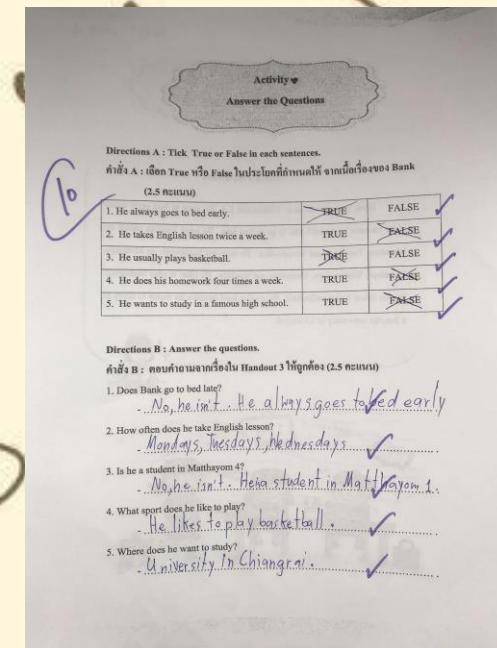 Activity
Answer the Questions
10
Directions A : Tick True or False in each sentences.
คำสั่ง A : เลือก True หรือ False ในประโยคที่กำหนดให้ จากเนื้อเรื่องของ Bank
(2.5 คะแนน)
1. He always goes to bed early. TRUE FALSE
2. He takes English lesson twice a week. TRUE FALSE
3. He usually plays basketball. TRUE FALSE
4. He does his homework four times a week. TRUE FALSE
5. He wants to study in a famous high school. TRUE FALSE
Directions B : Answer the questions.
คำสั่ง B : ตอบคำถามจากเรื่องใน Handout 3 ให้ถูกต้อง (2.5 คะแนน)
1. Does Bank go to bed late?
- No, he isn't. He always goes to bed early
2. How often does he take English lesson?
- Mondays, Tuesdays, Wednesdays
3. Is he a student in Matthayom 4?
- No, he isn't. He is a student in Matthayom 1.
4. What sport does he like to play?
- He likes to play basketball.
5. Where does he want to study?
- University in Chiangrai.